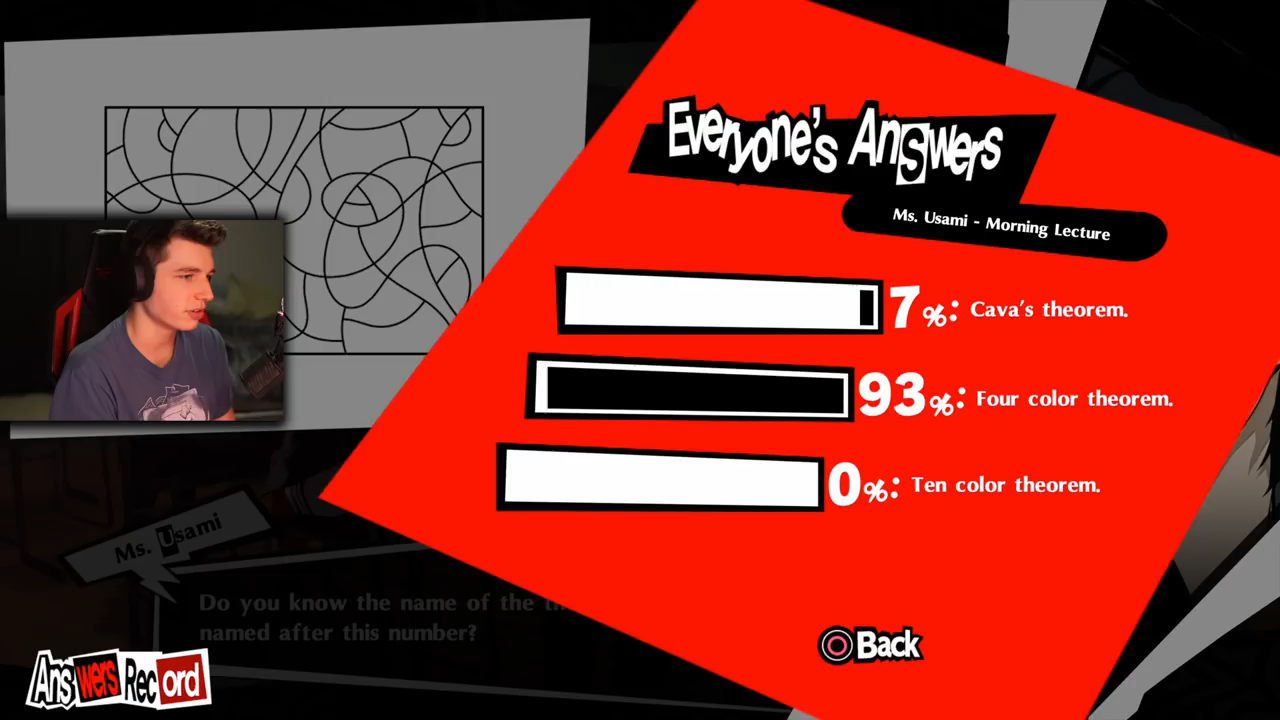 Everyone's Answers
Ms. Usami - Morning Lecture
7%: Cava's theorem.
93%: Four color theorem.
0%: Ten color theorem.
Ms. Usami
Do you know the name of the
named after this number?
Back
Answers Record